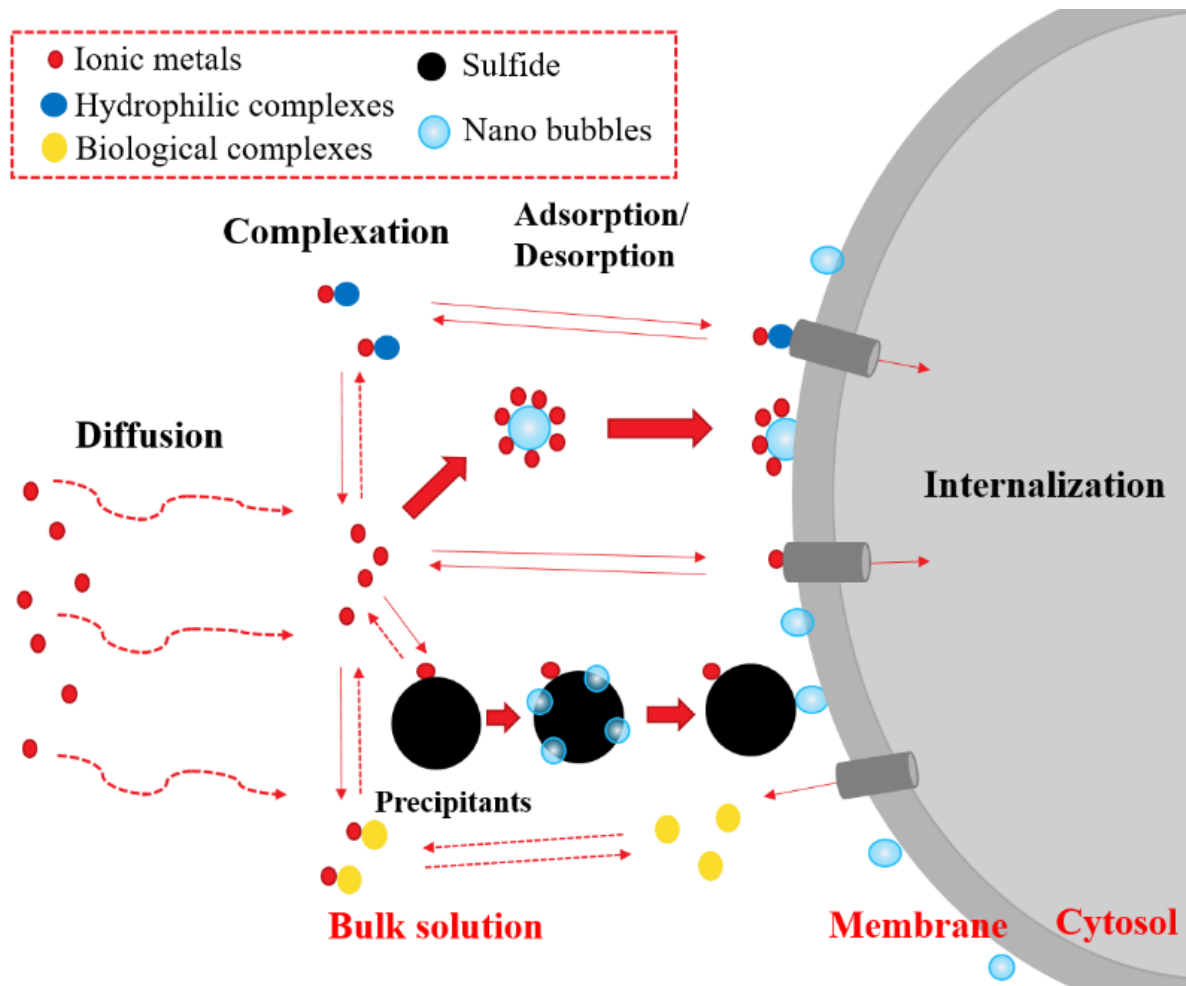 Ionic metals
Hydrophilic complexes
Biological complexes
Sulfide
Nano bubbles
Complexation
Adsorption/
Desorption
Diffusion
Internalization
Precipitants
Bulk solution
Membrane
Cytosol